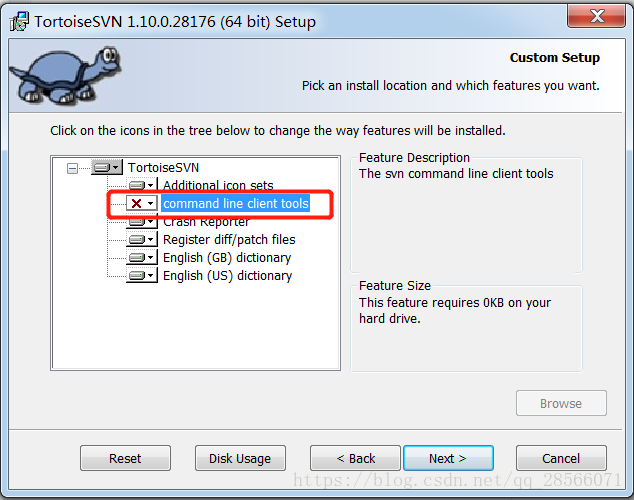 TortoiseSVN 1.10.0.28176 (64 bit) Setup
Custom Setup
Pick an install location and which features you want.
Click on the icons in the tree below to change the way features will be installed.
TortoiseSVN
Additional icon sets
command line client tools
Crash Reporter
Register diff/patch files
English (GB) dictionary
English (US) dictionary
Feature Description
The svn command line client tools
Feature Size
This feature requires 0KB on your
hard drive.
Browse
Reset
Disk Usage
< Back
Next >
Cancel
https://blog.csdn.net/qq_28566071